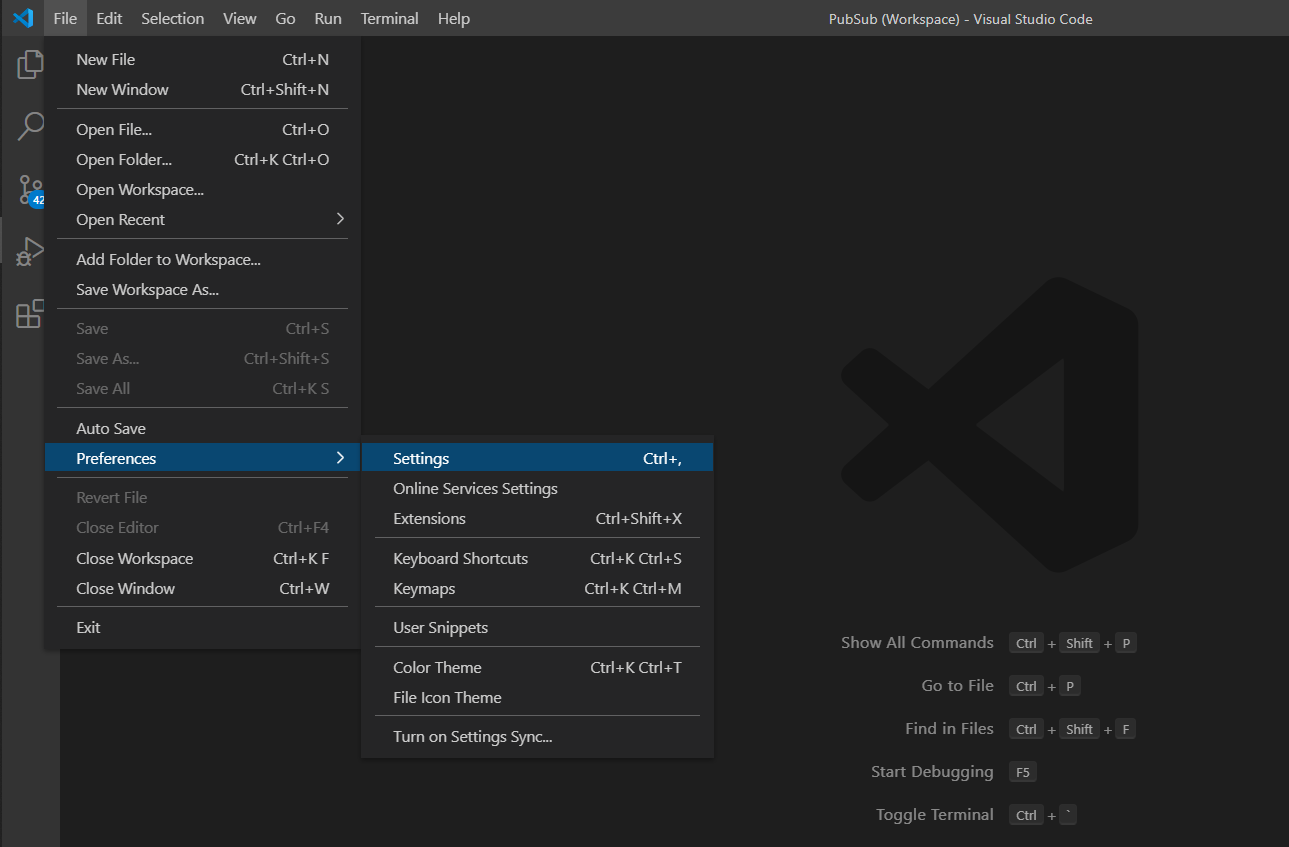 File Edit Selection View Go Run Terminal Help PubSub (Workspace) - Visual Studio Code
New File Ctrl+N
New Window Ctrl+Shift+N
Open File... Ctrl+O
Open Folder... Ctrl+K Ctrl+O
Open Workspace...
42
Open Recent
Add Folder to Workspace...
Save Workspace As...
Save Ctrl+S
Save As... Ctrl+Shift+S
Save All Ctrl+K S
Auto Save
Preferences
Revert File
Close Editor Ctrl+F4
Close Workspace Ctrl+K F
Close Window Ctrl+W
Exit
Settings Ctrl+,
Online Services Settings
Extensions Ctrl+Shift+X
Keyboard Shortcuts Ctrl+K Ctrl+S
Keymaps Ctrl+K Ctrl+M
User Snippets
Color Theme Ctrl+K Ctrl+T
File Icon Theme
Turn on Settings Sync...
Show All Commands Ctrl + Shift + P
Go to File Ctrl + P
Find in Files Ctrl + Shift + F
Start Debugging F5
Toggle Terminal Ctrl + `